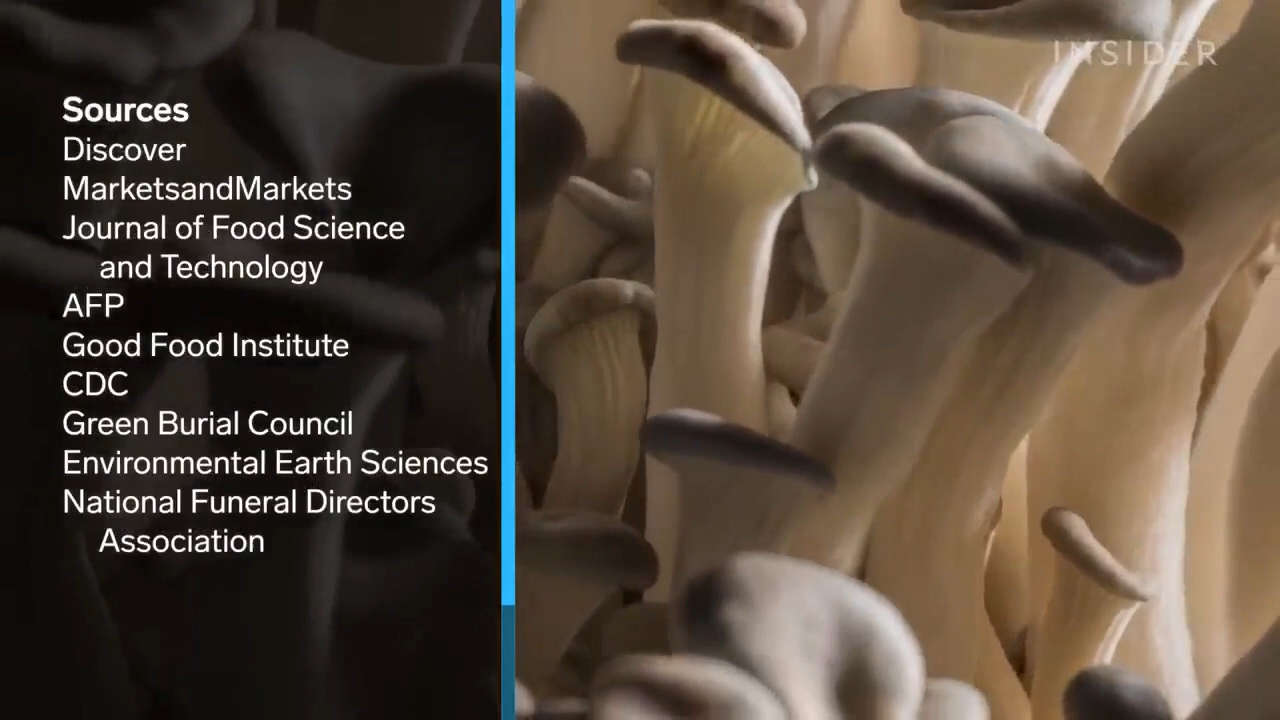 INSIDER
Sources
Discover
MarketsandMarkets
Journal of Food Science
and Technology
AFP
Good Food Institute
CDC
Green Burial Council
Environmental Earth Sciences
National Funeral Directors
Association